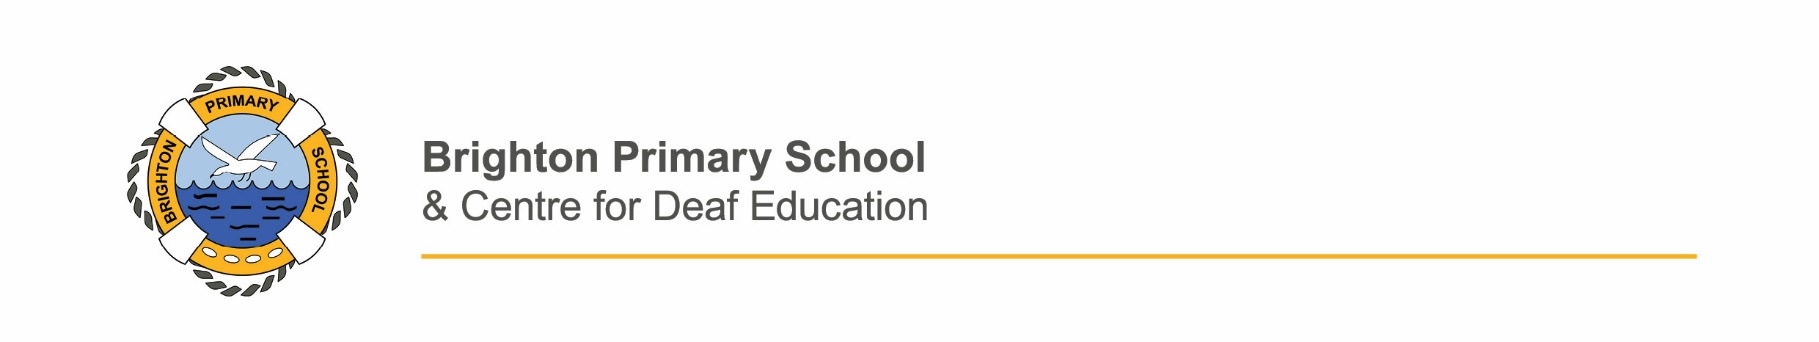 BRIGHTON PRIMARY SCHOOL
Brighton Primary School
& Centre for Deaf Education